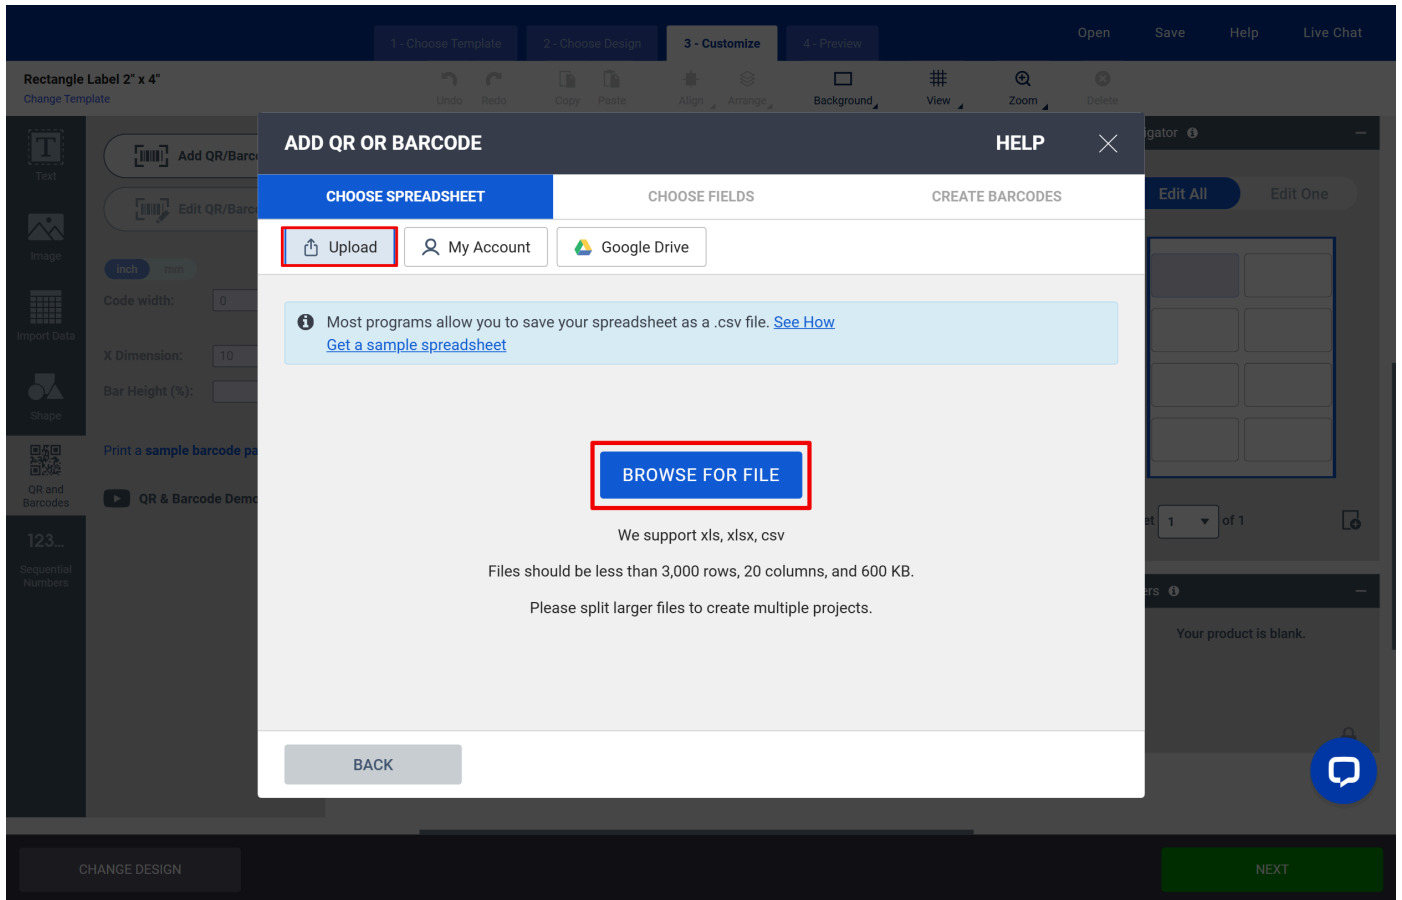 1 - Choose Template
2 - Choose Design
3 - Customize
4 - Preview
Open
Save
Help
Live Chat
Rectangle Label 2" x 4"
Change Template
Undo
Redo
Copy
Paste
Align
Arrange
Background
View
Zoom
Delete
Text
Image
Import Data
Shape
QR and
Barcodes
123...
Sequential
Numbers
Add QR/Barc
Edit QR/Barc
inch
mm
Code width:
0
X Dimension:
10
Bar Height (%):
Print a sample barcode pa
QR & Barcode Demo
ADD QR OR BARCODE
HELP
CHOOSE SPREADSHEET
CHOOSE FIELDS
CREATE BARCODES
Upload
My Account
Google Drive
Most programs allow you to save your spreadsheet as a .csv file. See How
Get a sample spreadsheet
BROWSE FOR FILE
We support xls, xlsx, csv
Files should be less than 3,000 rows, 20 columns, and 600 KB.
Please split larger files to create multiple projects.
BACK
igator
Edit All
Edit One
et 1 of 1
ers
Your product is blank.
CHANGE DESIGN
NEXT